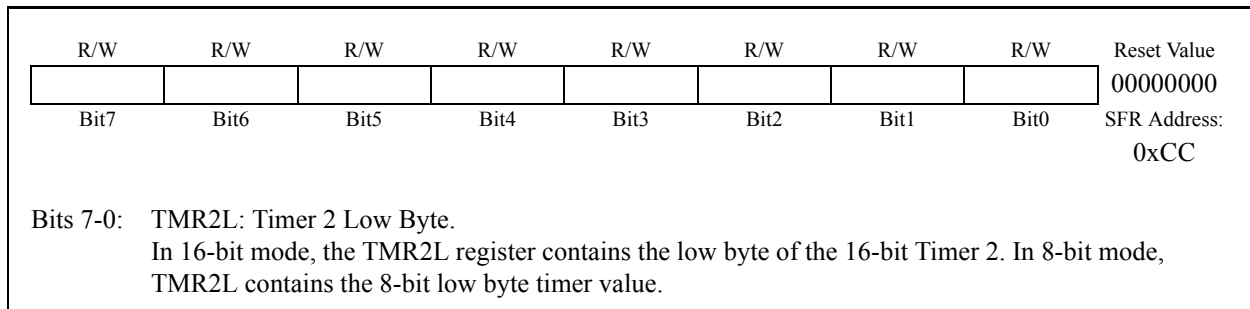 R/W R/W R/W R/W R/W R/W R/W R/W Reset Value
00000000
Bit7 Bit6 Bit5 Bit4 Bit3 Bit2 Bit1 Bit0 SFR Address:
0xCC
Bits 7-0: TMR2L: Timer 2 Low Byte.
In 16-bit mode, the TMR2L register contains the low byte of the 16-bit Timer 2. In 8-bit mode,
TMR2L contains the 8-bit low byte timer value.